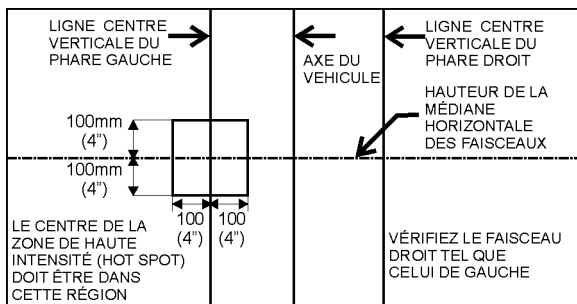 LIGNE CENTRE
VERTICALE DU
PHARE GAUCHE
AXE DU
VEHICULE
LIGNE CENTRE
VERTICALE DU
PHARE DROIT
HAUTEUR DE LA
MÉDIANE
HORIZONTALE
DES FAISCEAUX
100mm
(4”)
100mm
(4”)
100
(4”)
100
(4”)
LE CENTRE DE LA
ZONE DE HAUTE
INTENSITÉ (HOT SPOT)
DOIT ÊTRE DANS
CETTE RÉGION
VÉRIFIEZ LE FAISCEAU
DROIT TEL QUE
CELUI DE GAUCHE